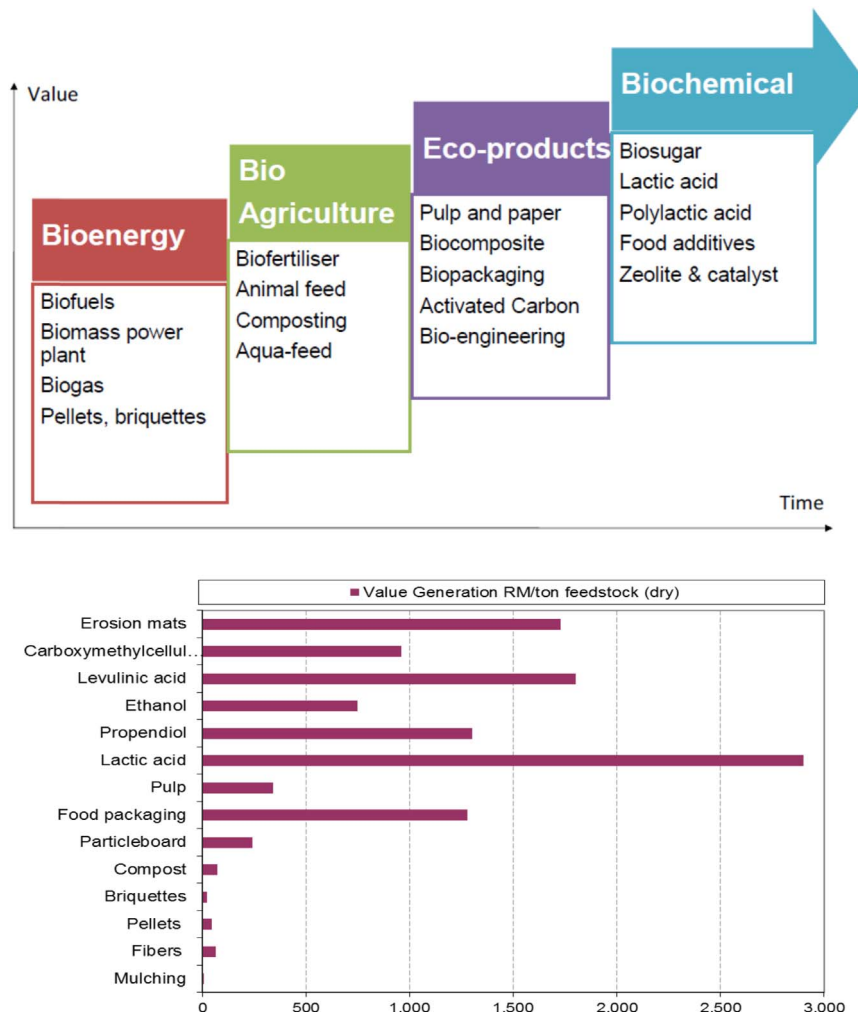 Value
Bioenergy
Biofuels
Biomass power
plant
Biogas
Pellets, briquettes
Bio
Agriculture
Biofertiliser
Animal feed
Composting
Aqua-feed
Eco-products
Pulp and paper
Biocomposite
Biopackaging
Activated Carbon
Bio-engineering
Biochemical
Biosugar
Lactic acid
Polylactic acid
Food additives
Zeolite & catalyst
Time
Value Generation RM/ton feedstock (dry)
Erosion mats
Carboxymethylcellul...
Levulinic acid
Ethanol
Propendiol
Lactic acid
Pulp
Food packaging
Particleboard
Compost
Briquettes
Pellets
Fibers
Mulching
0 500 1.000 1.500 2.000 2.500 3.000